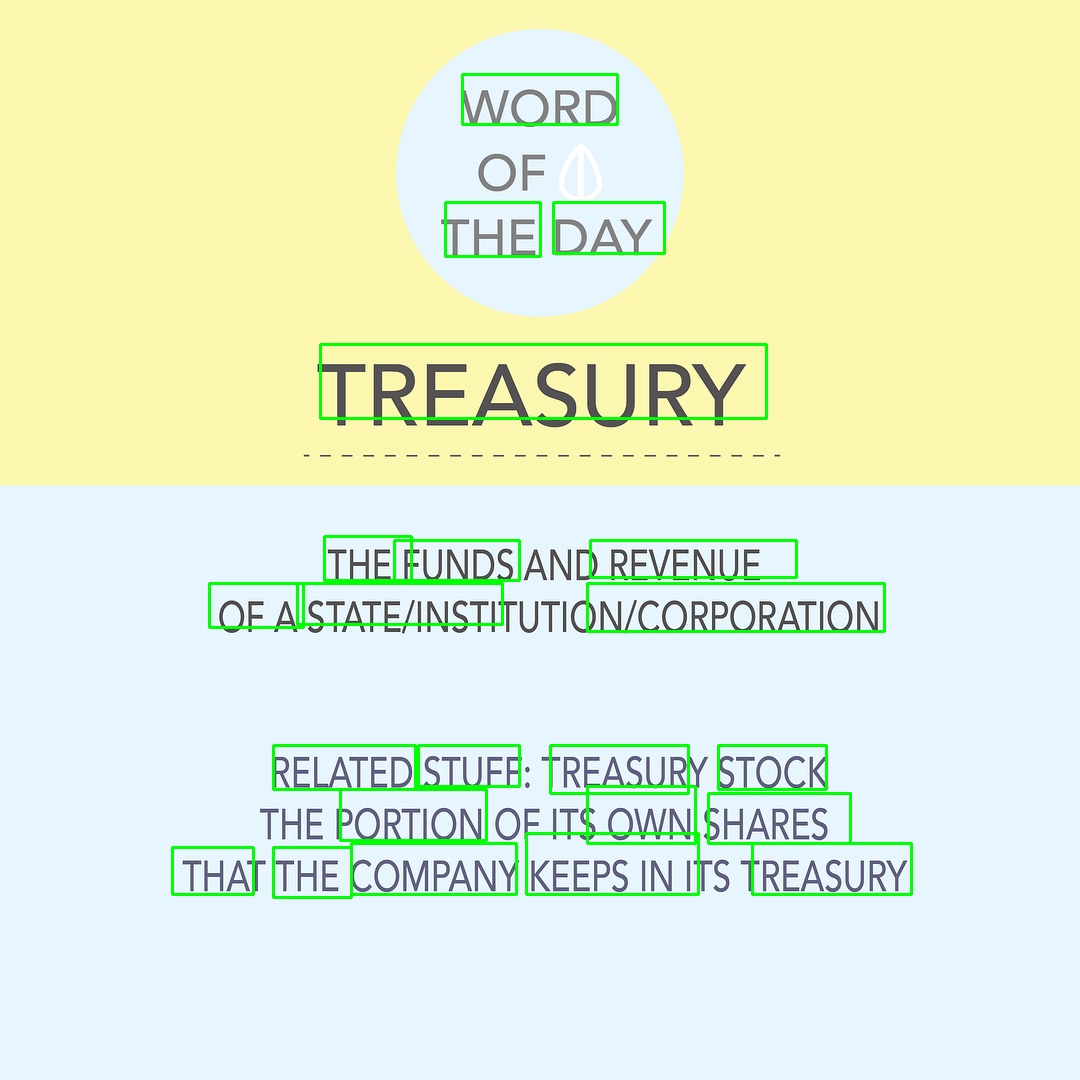 WORD
OF
THE DAY
TREASURY
THE FUNDS AND REVENUE
OF A STATE/INSTITUTION/CORPORATION
RELATED STUFF: TREASURY STOCK
THE PORTION OF ITS OWN SHARES
THAT THE COMPANY KEEPS IN ITS TREASURY